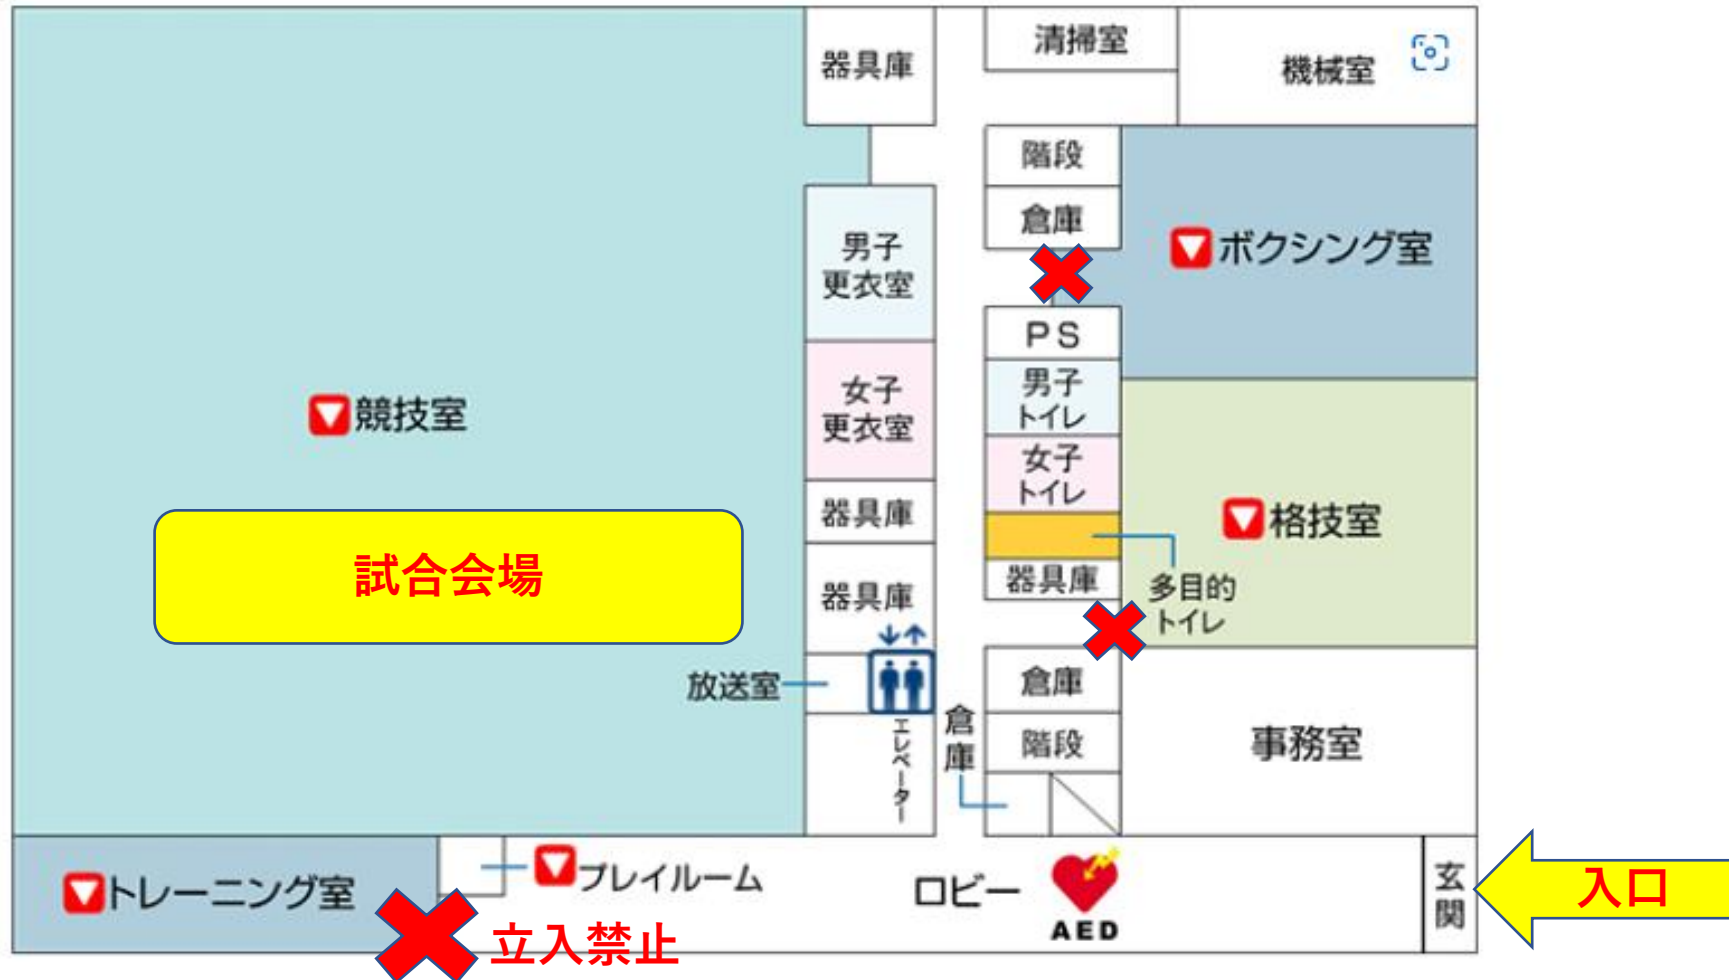 器具庫
清掃室
機械室
階段
倉庫
男子
更衣室
ボクシング室
PS
女子
更衣室
男子
トイレ
競技室
女子
トイレ
器具庫
格技室
試合会場
器具庫
器具庫
多目的
トイレ
放送室
エレベーター
倉庫
倉庫
階段
事務室
トレーニング室
プレイルーム
ロビー
AED
玄関
入口
立入禁止